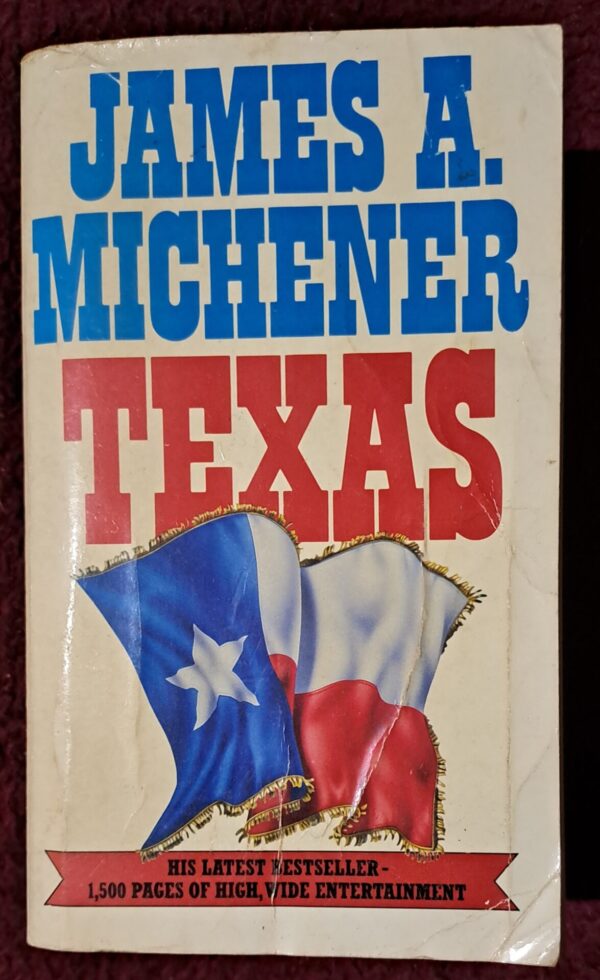 JAMES A.
MICHENER
TEXAS
HIS LATEST BESTSELLER-
1,500 PAGES OF HIGH, WIDE ENTERTAINMENT